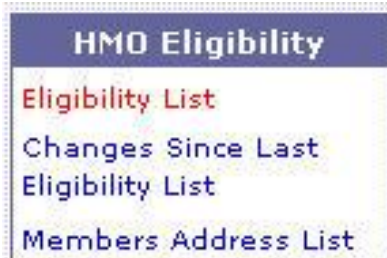 HMO Eligibility
Eligibility List
Changes Since Last
Eligibility List
Members Address List